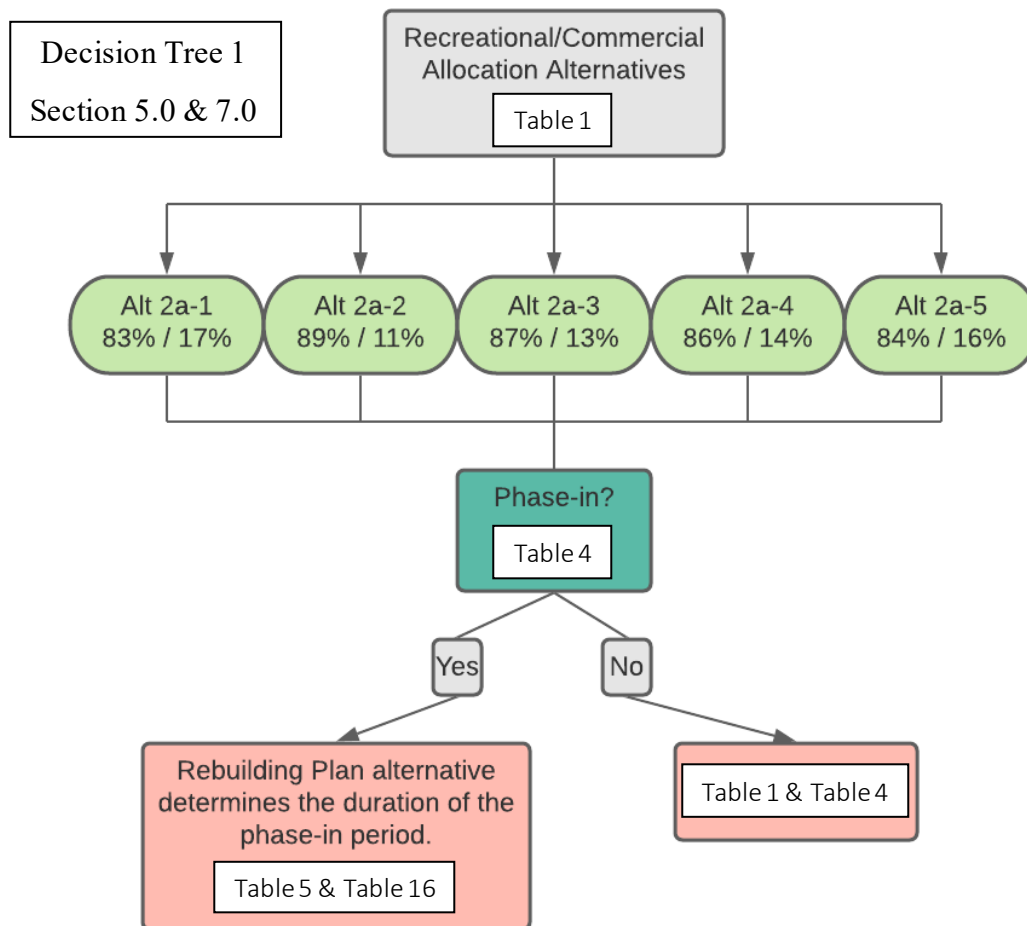 Decision Tree 1
Section 5.0 & 7.0
Recreational/Commercial
Allocation Alternatives
Table 1
Alt 2a-1
83% / 17%
Alt 2a-2
89% / 11%
Alt 2a-3
87% / 13%
Alt 2a-4
86% / 14%
Alt 2a-5
84% / 16%
Phase-in?
Table 4
Yes
No
Rebuilding Plan alternative
determines the duration of the
phase-in period.
Table 5 & Table 16
Table 1 & Table 4